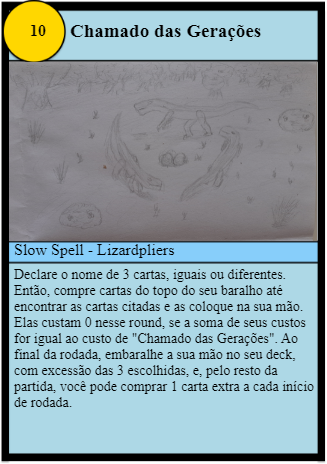 10
Chamado das Gerações
Slow Spell - Lizardpliers
Declare o nome de 3 cartas, iguais ou diferentes.
Então, compre cartas do topo do seu baralho até
encontrar as cartas citadas e as coloque na sua mão.
Elas custam 0 nesse round, se a soma de seus custos
for igual ao custo de "Chamado das Gerações". Ao
final da rodada, embaralhe a sua mão no seu deck,
com excessão das 3 escolhidas, e, pelo resto da
partida, você pode comprar 1 carta extra a cada início
de rodada.